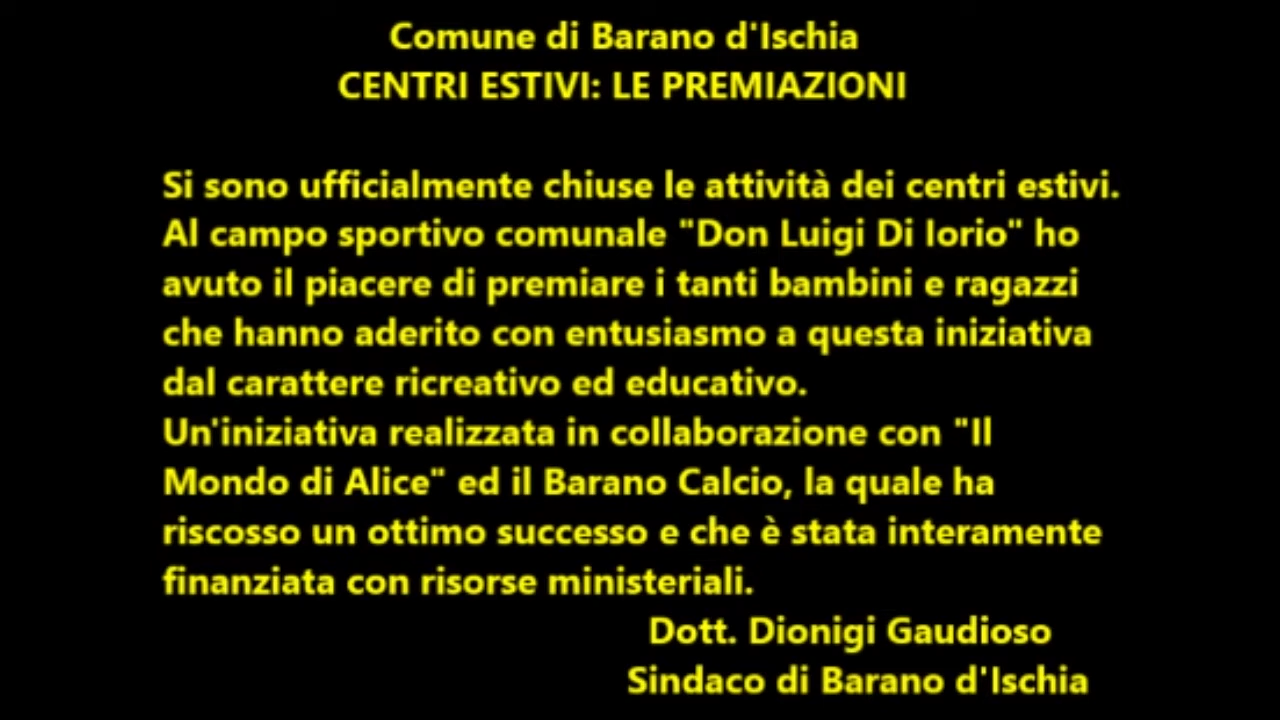 Comune di Barano d'Ischia
CENTRI ESTIVI: LE PREMIAZIONI
Si sono ufficialmente chiuse le attività dei centri estivi.
Al campo sportivo comunale "Don Luigi Di Iorio" ho
avuto il piacere di premiare i tanti bambini e ragazzi
che hanno aderito con entusiasmo a questa iniziativa
dal carattere ricreativo ed educativo.
Un'iniziativa realizzata in collaborazione con "Il
Mondo di Alice" ed il Barano Calcio, la quale ha
riscosso un ottimo successo e che è stata interamente
finanziata con risorse ministeriali.
Dott. Dionigi Gaudioso
Sindaco di Barano d'Ischia